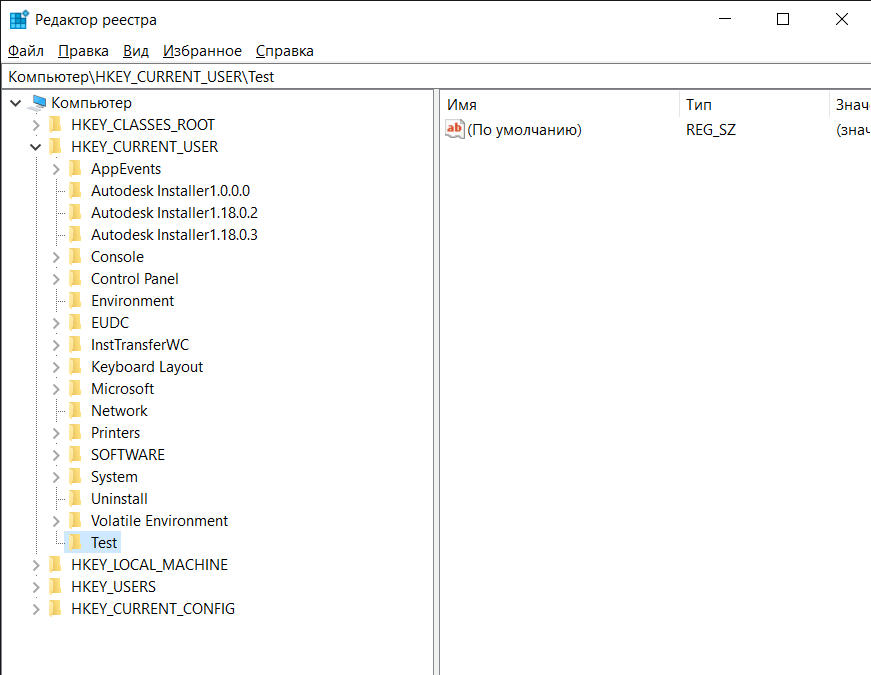 Редактор реестра
Файл Правка Вид Избранное Справка
Компьютер\HKEY_CURRENT_USER\Test
Компьютер
HKEY_CLASSES_ROOT
HKEY_CURRENT_USER
AppEvents
Autodesk Installer1.0.0.0
Autodesk Installer1.18.0.2
Autodesk Installer1.18.0.3
Console
Control Panel
Environment
EUDC
InstTransferWC
Keyboard Layout
Microsoft
Network
Printers
SOFTWARE
System
Uninstall
Volatile Environment
Test
HKEY_LOCAL_MACHINE
HKEY_USERS
HKEY_CURRENT_CONFIG
Имя Тип Знач
ab (По умолчанию) REG_SZ (знач